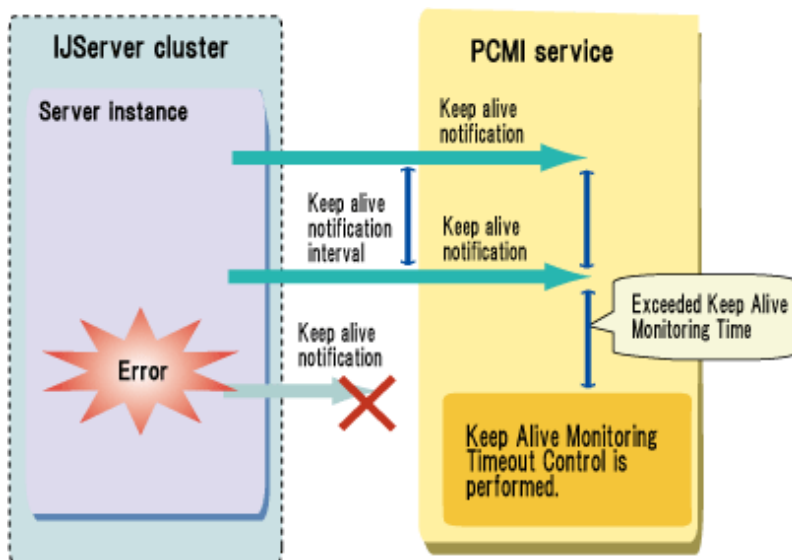 IJServer cluster
Server instance
PCMI service
Keep alive
notification
Keep alive
notification
interval
Keep alive
notification
Exceeded Keep Alive
Monitoring Time
Keep alive
notification
Error
Keep Alive Monitoring
Timeout Control is
performed.